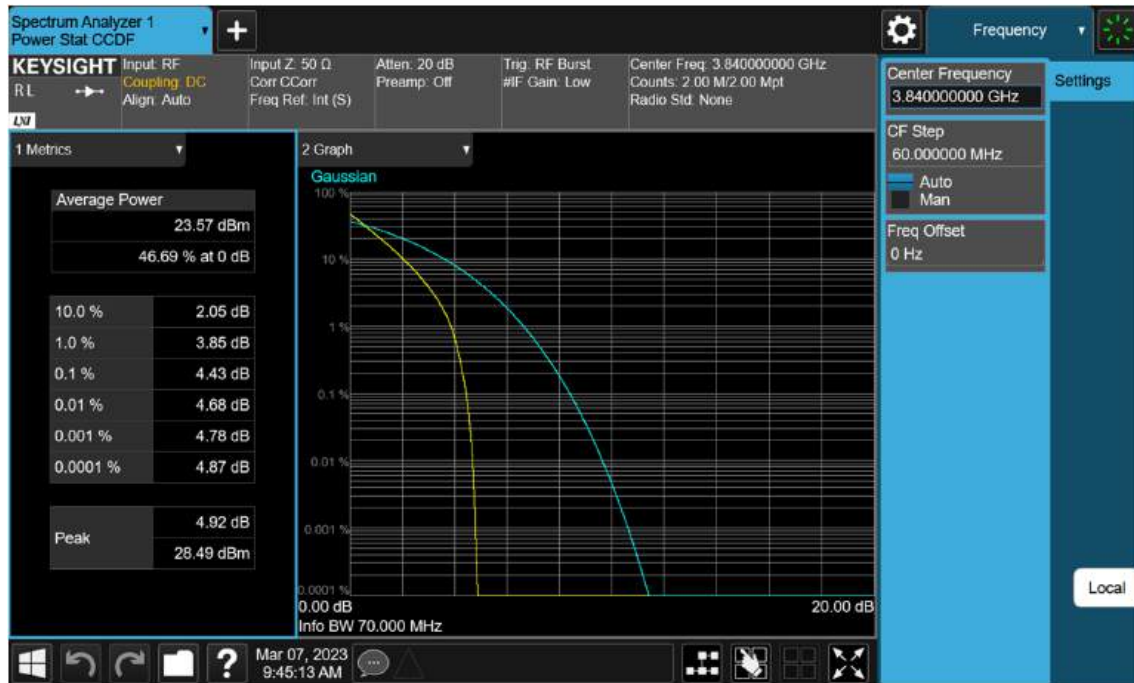 Spectrum Analyzer 1
Power Stat CCDF
Frequency
KEYSIGHT
RL
LXI
Input: RF
Coupling: DC
Align: Auto
Input Z: 50 Ω
Corr CCorr
Freq Ref: Int (S)
Atten: 20 dB
Preamp: Off
Trig: RF Burst
#IF Gain: Low
Center Freq: 3.840000000 GHz
Counts: 2.00 M/2.00 Mpt
Radio Std: None
Center Frequency
3.840000000 GHz
Settings
CF Step
60.000000 MHz
Auto
Man
Freq Offset
0 Hz
1 Metrics
Average Power
23.57 dBm
46.69 % at 0 dB
10.0 % 2.05 dB
1.0 % 3.85 dB
0.1 % 4.43 dB
0.01 % 4.68 dB
0.001 % 4.78 dB
0.0001 % 4.87 dB
Peak 4.92 dB
28.49 dBm
2 Graph
Gaussian
100 %
10 %
1 %
0.1 %
0.01 %
0.001 %
0.0001 %
0.00 dB 20.00 dB
Info BW 70.000 MHz
Local
?
Mar 07, 2023
9:45:13 AM